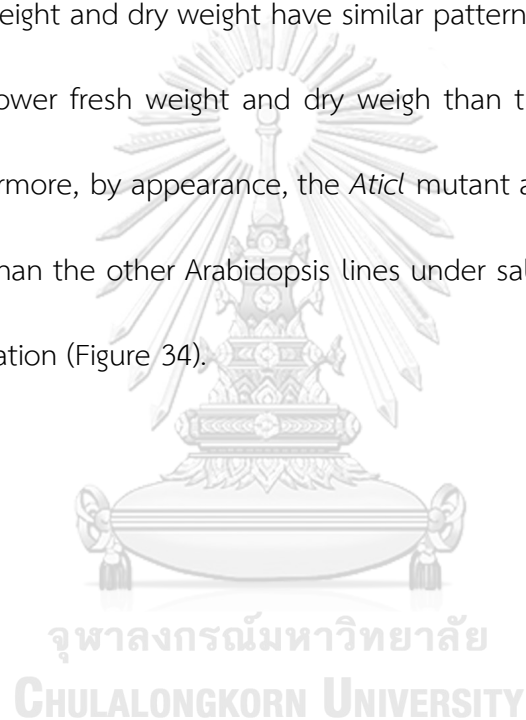 eight and dry weight have similar pattern
ower fresh weight and dry weigh than t
rmore, by appearance, the Aticl mutant a
han the other Arabidopsis lines under sal
ation (Figure 34).
จุฬาลงกรณ์มหาวิทยาลัย
CHULALONGKORN UNIVERSITY